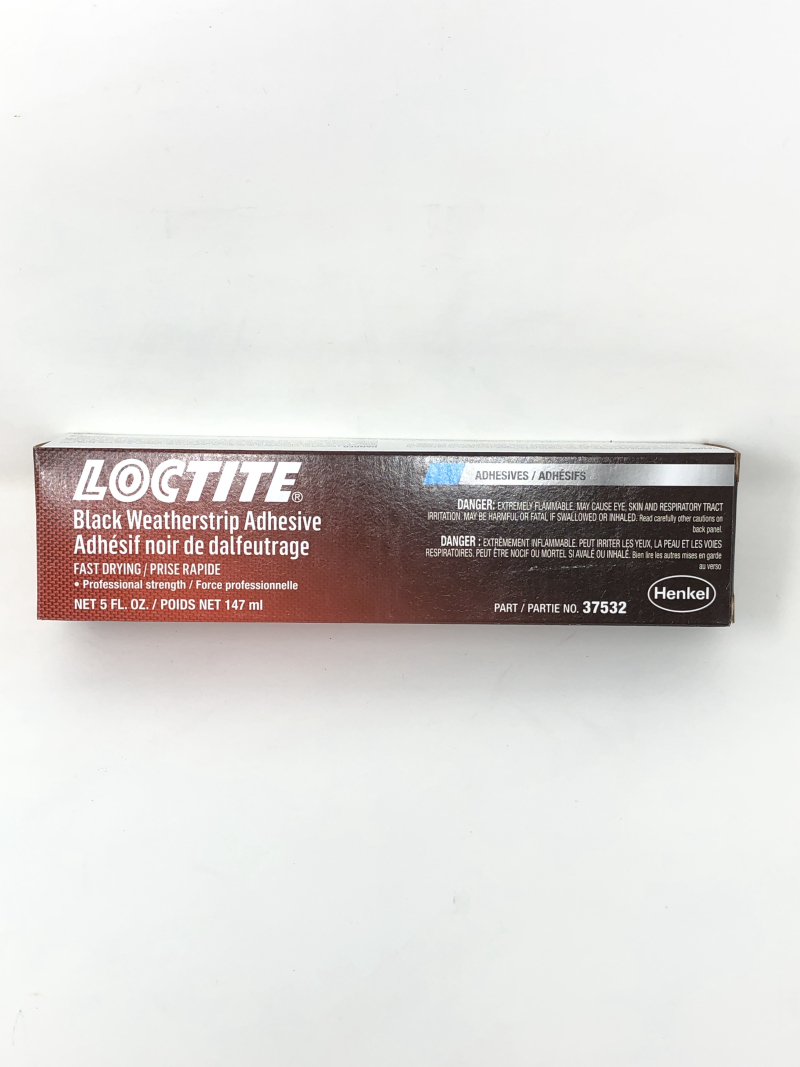 LOCTITE®
Black Weatherstrip Adhesive
Adhésif noir de dalfeutrage
FAST DRYING / PRISE RAPIDE
• Professional strength / Force professionnelle
NET 5 FL. OZ. / POIDS NET 147 ml
ADHESIVES / ADHÉSIFS
DANGER: EXTREMELY FLAMMABLE. MAY CAUSE EYE, SKIN AND RESPIRATORY TRACT
IRRITATION. MAY BE HARMFUL OR FATAL IF SWALLOWED OR INHALED. Read carefully other cautions on
back panel.
DANGER : EXTRÊMEMENT INFLAMMABLE. PEUT IRRITER LES YEUX, LA PEAU ET LES VOIES
RESPIRATOIRES. PEUT ÊTRE NOCIF OU MORTEL SI AVALÉ OU INHALÉ. Bien lire les autres mises en garde
au verso
PART / PARTIE NO. 37532
Henkel